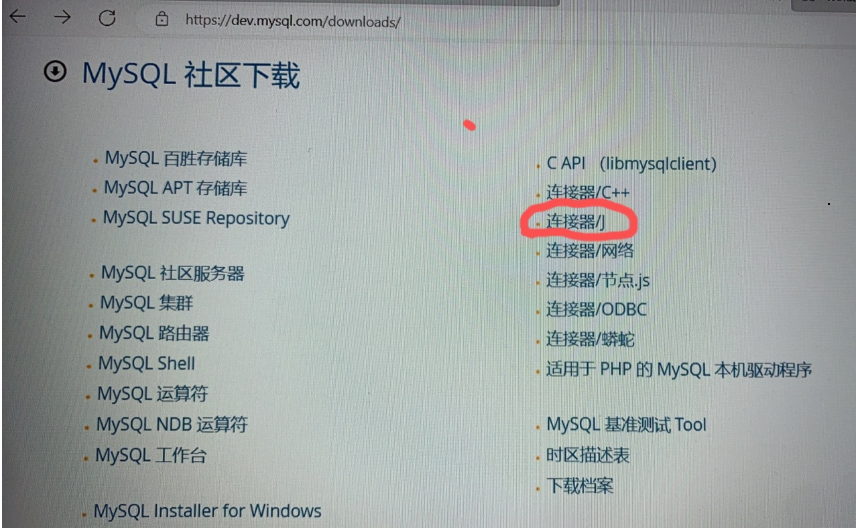 https://dev.mysql.com/downloads/
MySQL 社区下载
MySQL 百胜存储库
MySQL APT 存储库
MySQL SUSE Repository
MySQL 社区服务器
MySQL 集群
MySQL 路由器
MySQL Shell
MySQL 运算符
MySQL NDB 运算符
MySQL 工作台
MySQL Installer for Windows
C API （libmysqlclient）
连接器/C++
连接器/J
连接器/网络
连接器/节点.js
连接器/ODBC
连接器/蟒蛇
适用于 PHP 的 MySQL 本机驱动程序
MySQL 基准测试 Tool
时区描述表
下载档案